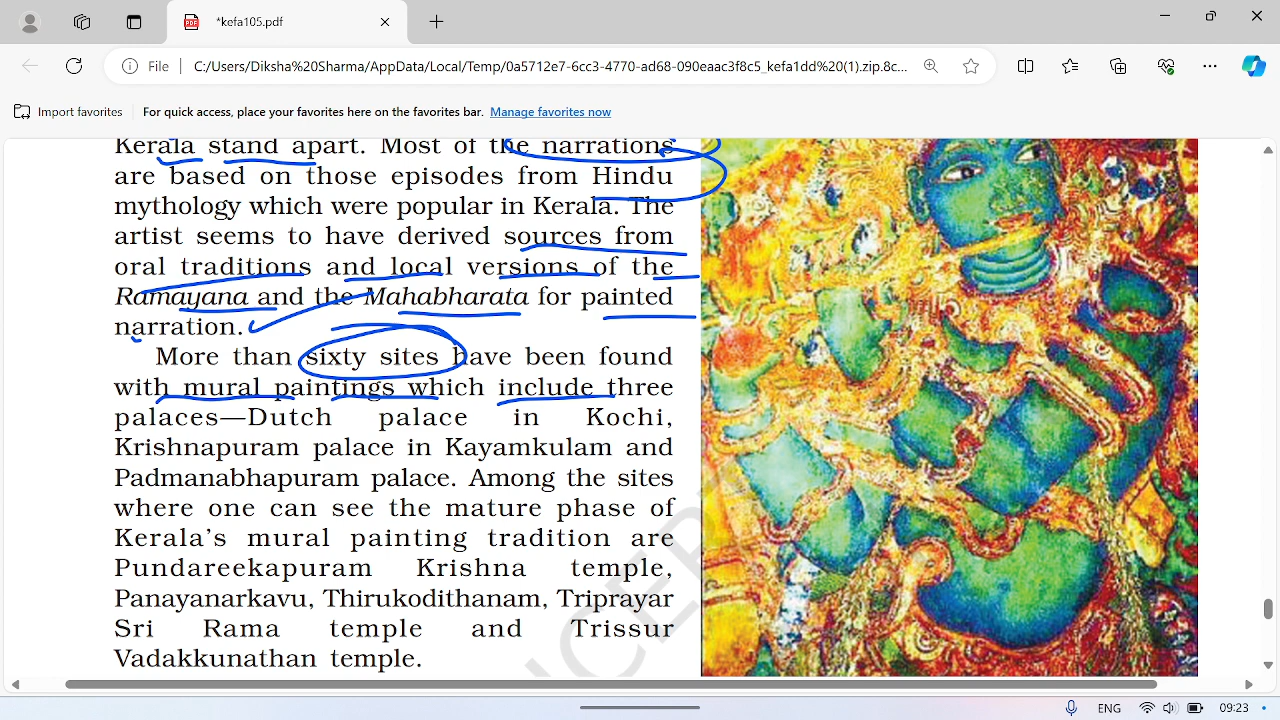 *kefa105.pdf
File
C:/Users/Diksha%20Sharma/AppData/Local/Temp/0a5712e7-6cc3-4770-ad68-090eaac3f8c5_kefa1dd%20(1).zip.8c...
Import favorites
For quick access, place your favorites here on the favorites bar. Manage favorites now
Kerala stand apart. Most of the narrations
are based on those episodes from Hindu
mythology which were popular in Kerala. The
artist seems to have derived sources from
oral traditions and local versions of the
Ramayana and the Mahabharata for painted
narration.
More than sixty sites have been found
with mural paintings which include three
palaces—Dutch palace in Kochi,
Krishnapuram palace in Kayamkulam and
Padmanabhapuram palace. Among the sites
where one can see the mature phase of
Kerala's mural painting tradition are
Pundareekapuram Krishna temple,
Panayanarkavu, Thirukodithanam, Triprayar
Sri Rama temple and Trissur
Vadakkunathan temple.
ENG
09:23